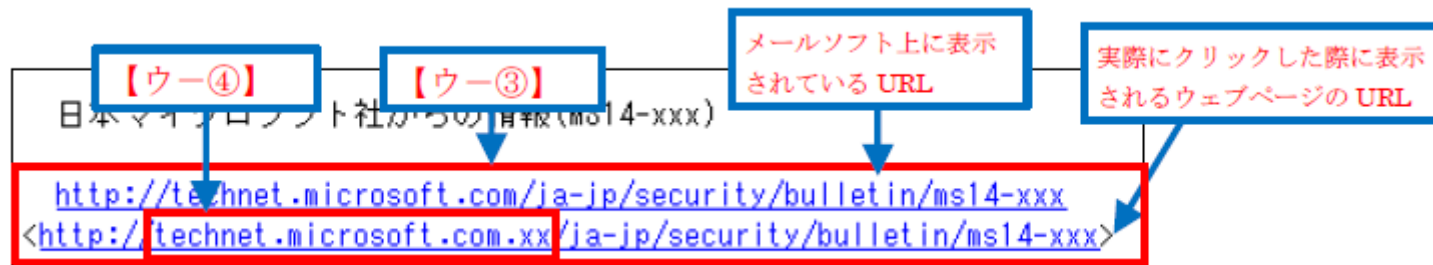 メールソフト上に表示
されている URL
実際にクリックした際に表示
されるウェブページの URL
【ウー④】
【ウー③】
日本マイクロソフト社からの情報(ms14-xxx)
http://technet.microsoft.com/ja-jp/security/bulletin/ms14-xxx
<http://technet.microsoft.com.xx/ja-jp/security/bulletin/ms14-xxx>